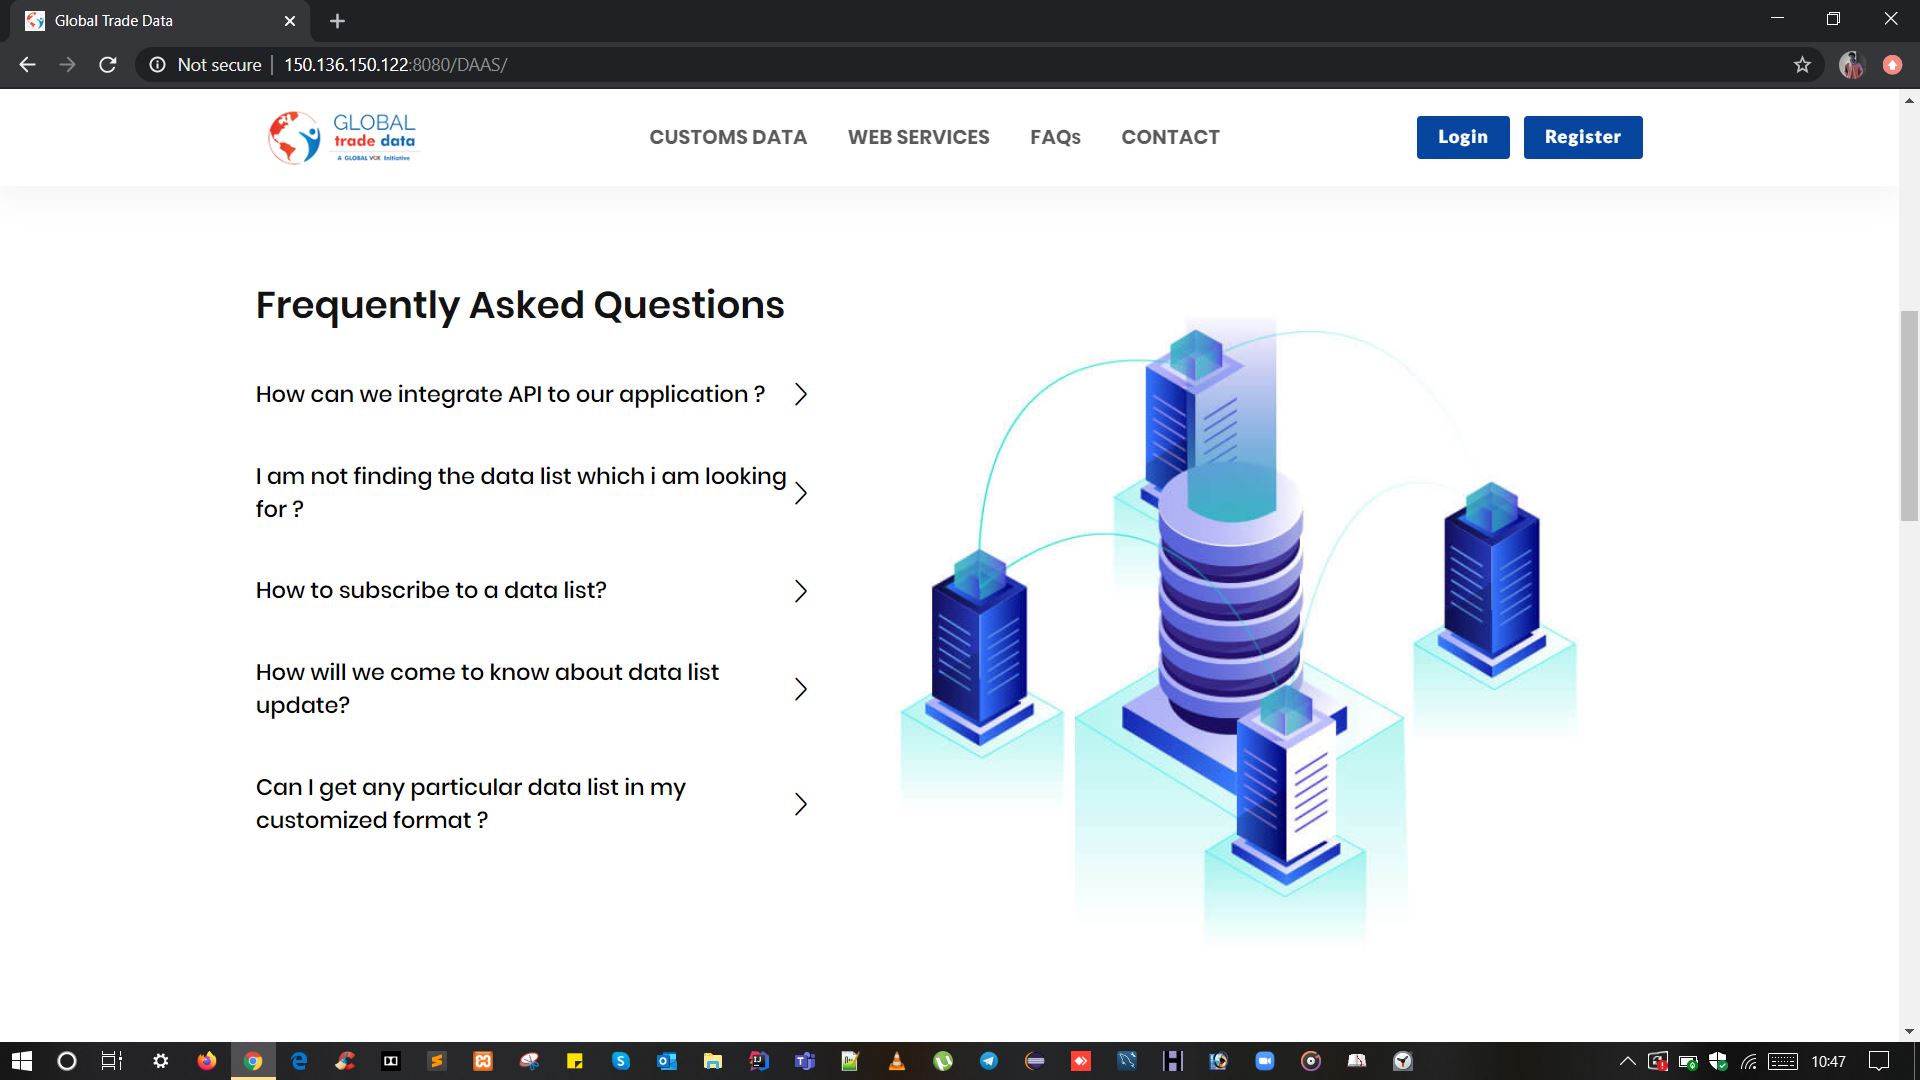 Global Trade Data
Not secure
150.136.150.122:8080/DAAS/
GLOBAL
trade data
A GLOBAL VOX Initiative
CUSTOMS DATA
WEB SERVICES
FAQs
CONTACT
Login
Register
Frequently Asked Questions
How can we integrate API to our application ?
I am not finding the data list which i am looking
for ?
How to subscribe to a data list?
How will we come to know about data list
update?
Can I get any particular data list in my
customized format ?
10:47